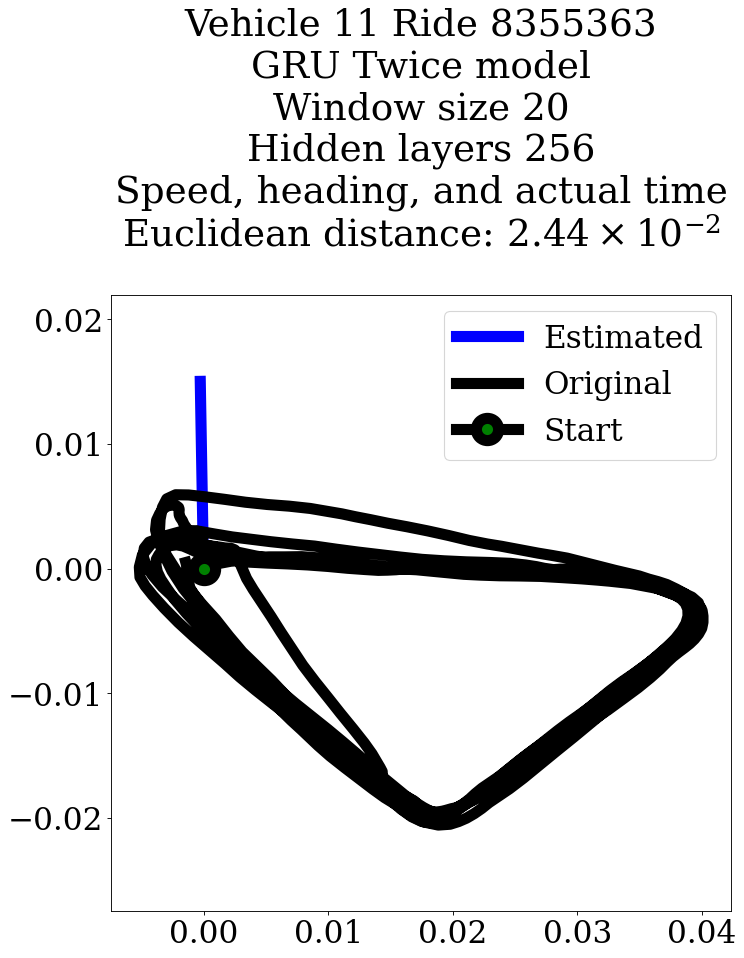 Vehicle 11 Ride 8355363
GRU Twice model
Window size 20
Hidden layers 256
Speed, heading, and actual time
Euclidean distance: 2.44 × 10⁻²
Estimated
Original
Start
0.02
0.01
0.00
−0.01
−0.02
0.00 0.01 0.02 0.03 0.04